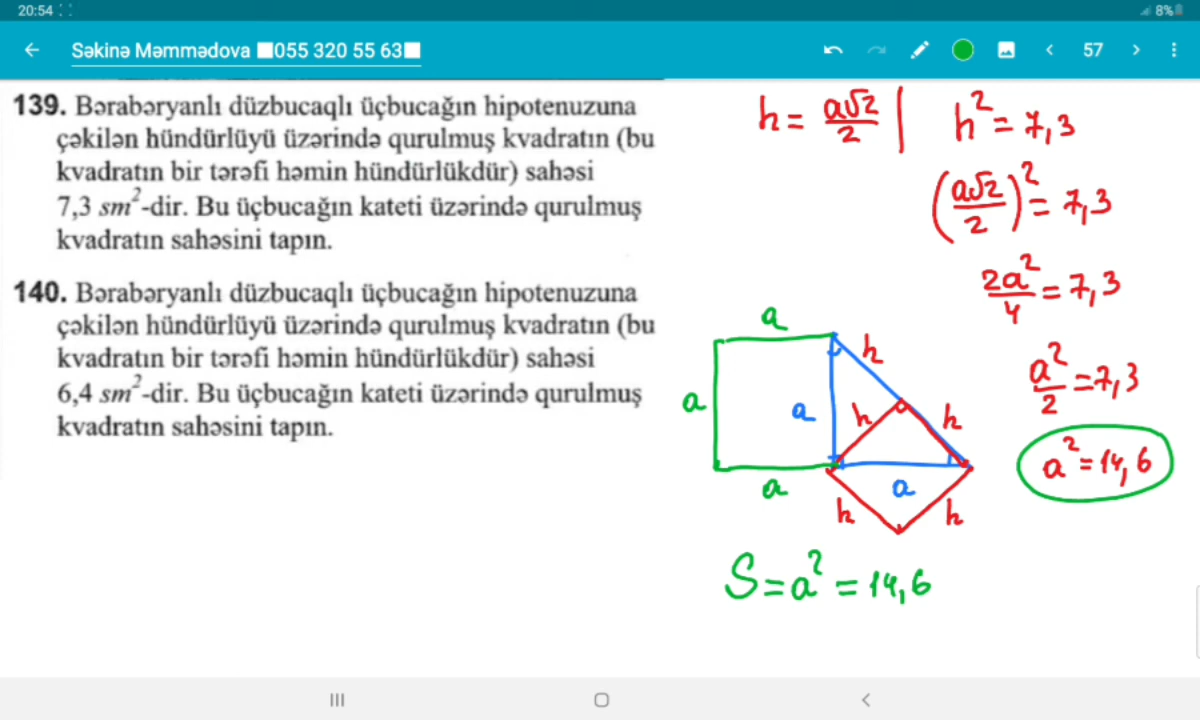 20:54
8%
Səkinə Məmmədova 055 320 55 63
57
139. Bərabəryanlı düzbucaqlı üçbucağın hipotenuzuna
çəkilən hündürlüyü üzərində qurulmuş kvadratın (bu
kvadratın bir tərəfi həmin hündürlükdür) sahəsi
7,3 sm²-dir. Bu üçbucağın kateti üzərində qurulmuş
kvadratın sahəsini tapın.
140. Bərabəryanlı düzbucaqlı üçbucağın hipotenuzuna
çəkilən hündürlüyü üzərində qurulmuş kvadratın (bu
kvadratın bir tərəfi həmin hündürlükdür) sahəsi
6,4 sm²-dir. Bu üçbucağın kateti üzərində qurulmuş
kvadratın sahəsini tapın.
h = a√2/2 | h² = 7,3
(a√2/2)² = 7,3
2a²/4 = 7,3
a²/2 = 7,3
a² = 14,6
a
h
a
a
h
h
a
a
h
h
S = a² = 14,6